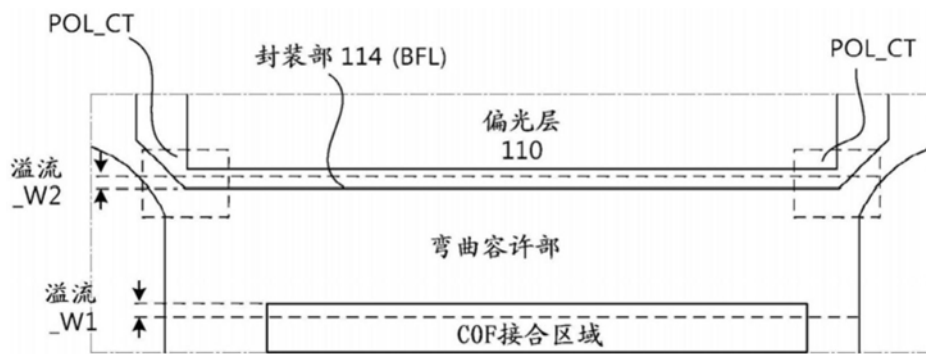 POL_CT
POL_CT
封装部 114 (BFL)
偏光层
110
溢流
_W2
弯曲容许部
溢流
_W1
COF接合区域